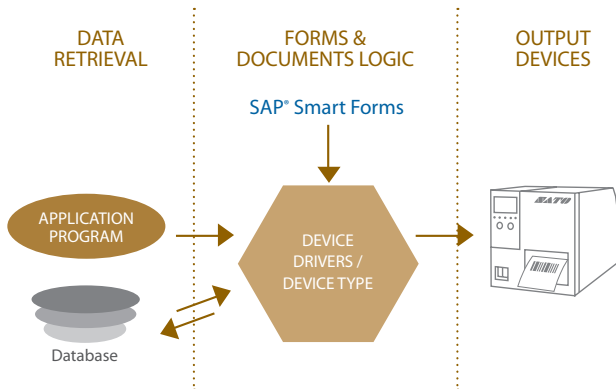 DATA
RETRIEVAL
FORMS &
DOCUMENTS LOGIC
OUTPUT
DEVICES
SAP® Smart Forms
APPLICATION
PROGRAM
DEVICE
DRIVERS /
DEVICE TYPE
SATO
Database